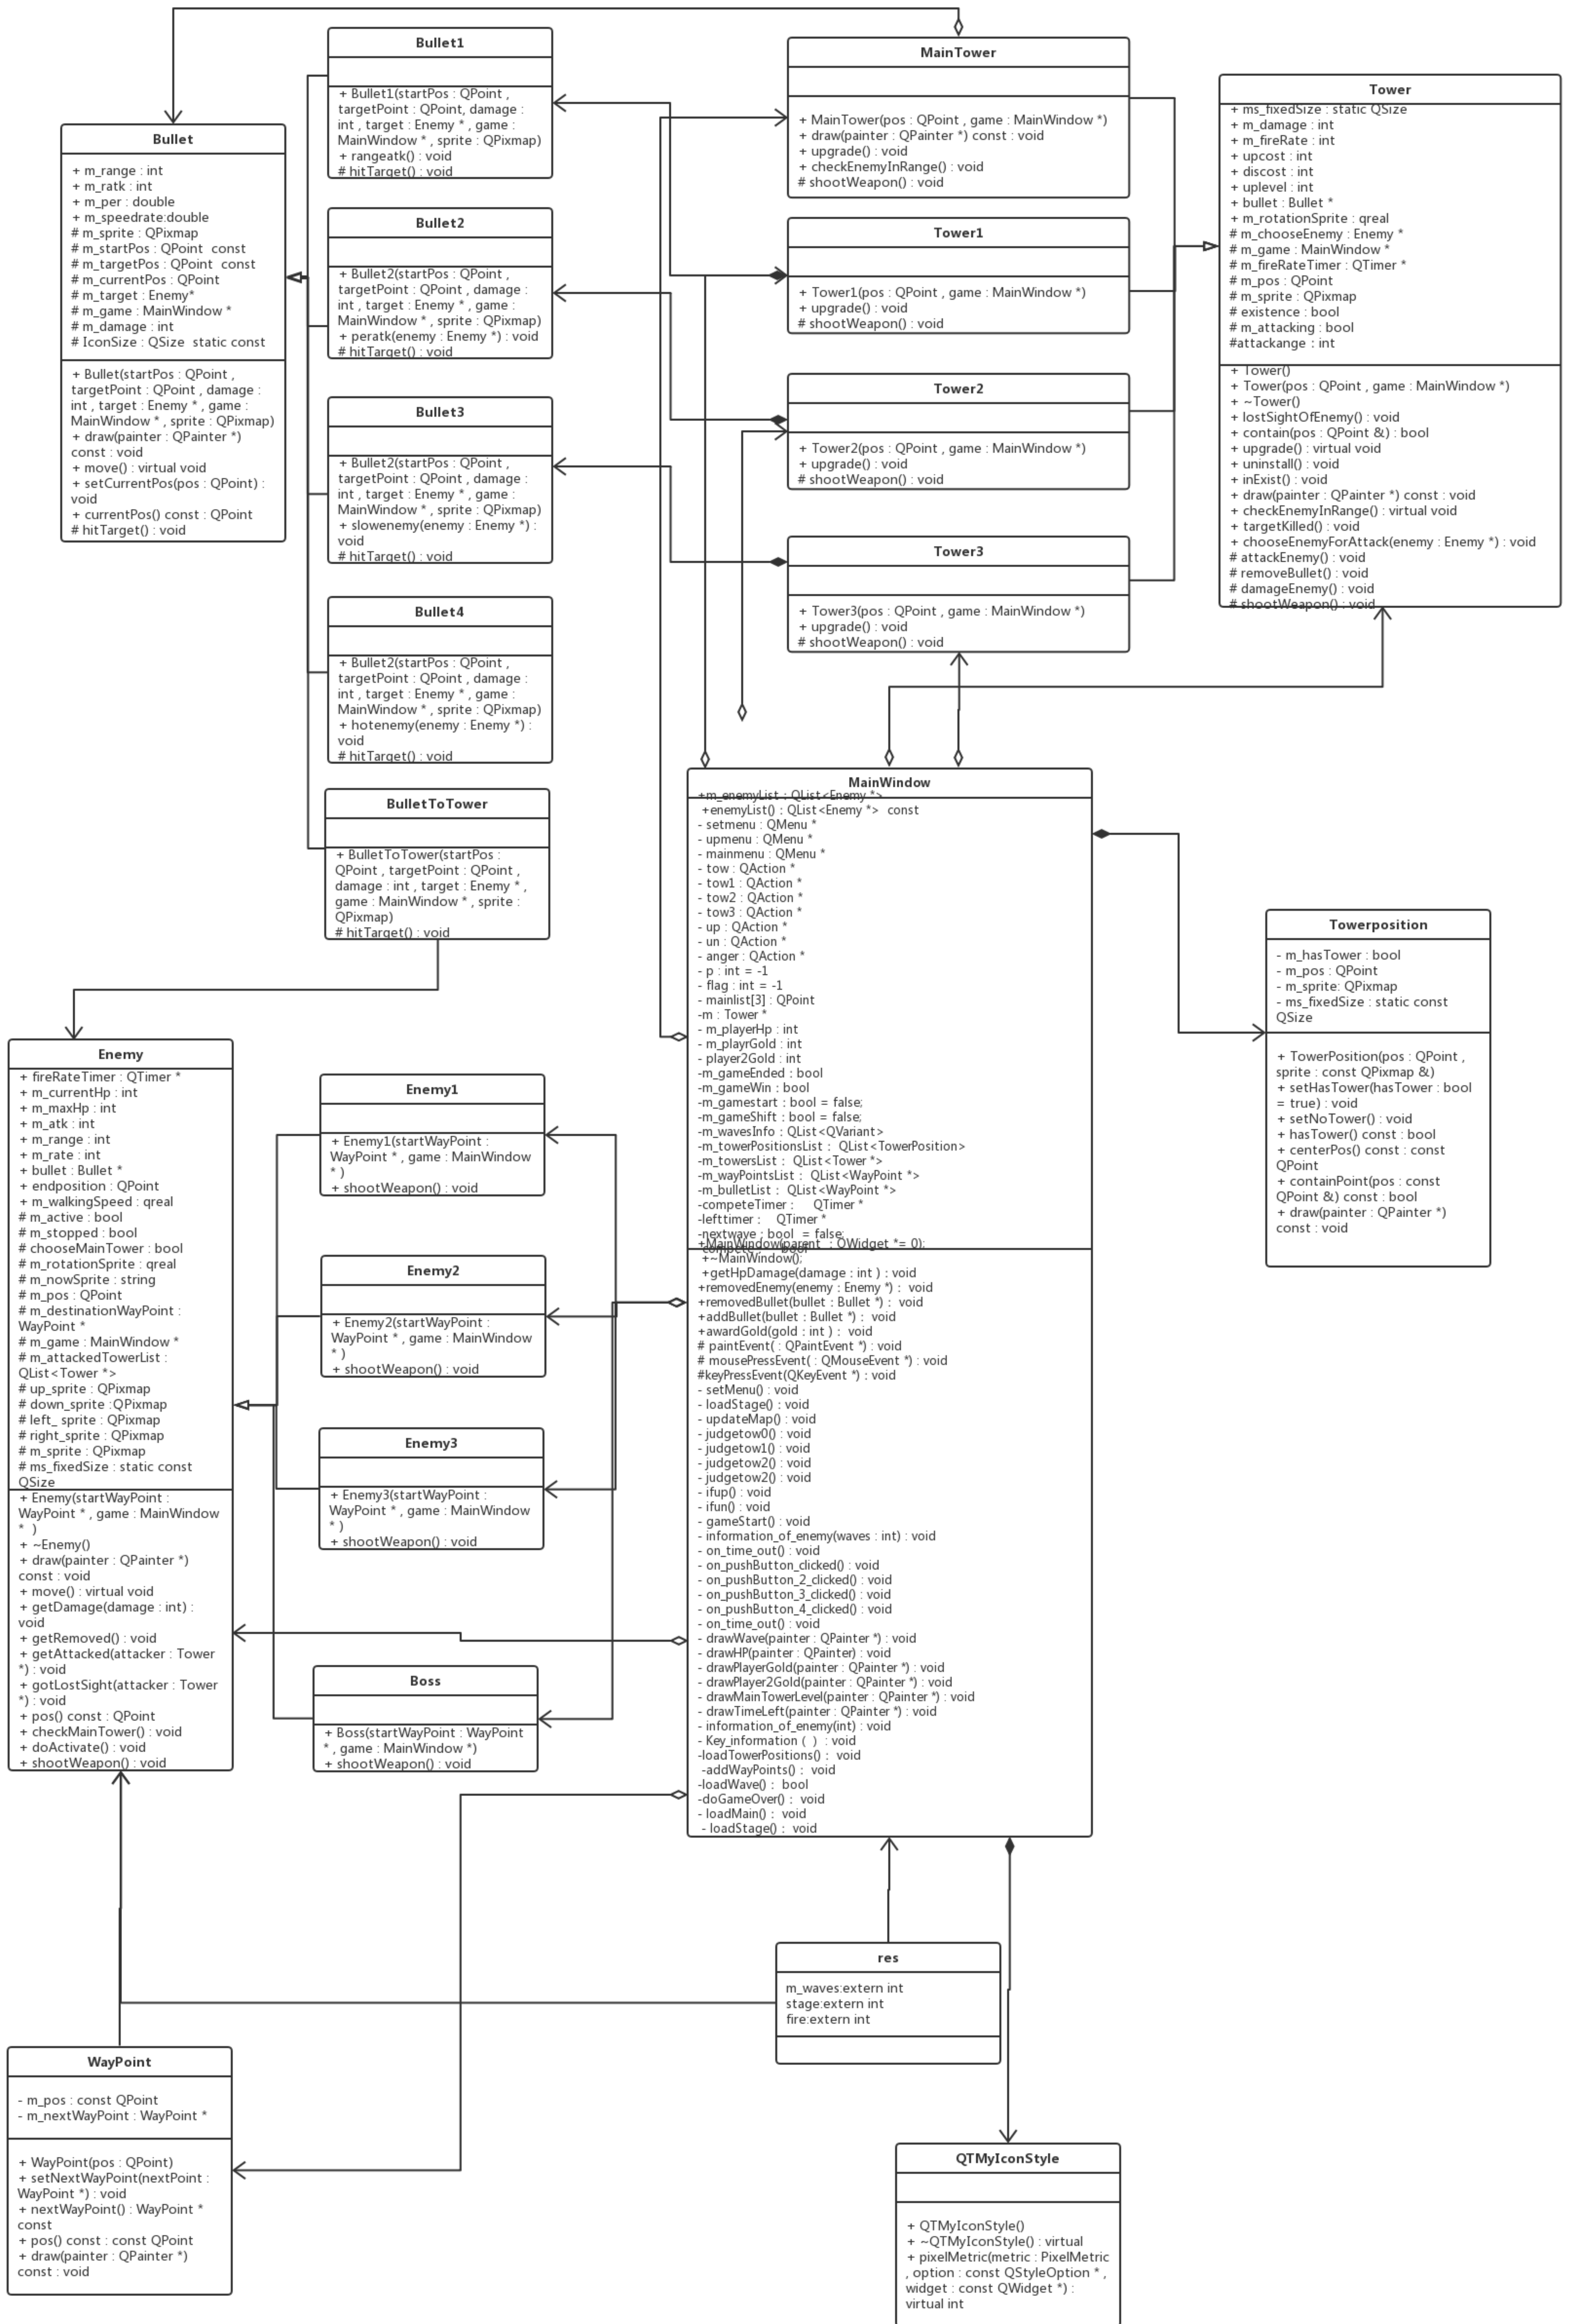 Bullet
+ m_range : int
+ m_ratk : int
+ m_per : double
+ m_speedrate:double
# m_sprite : QPixmap
# m_startPos : QPoint  const
# m_targetPos : QPoint  const
# m_currentPos : QPoint
# m_target : Enemy*
# m_game : MainWindow *
# m_damage : int
# IconSize : QSize  static const
+ Bullet(startPos : QPoint ,
targetPoint : QPoint , damage :
int , target : Enemy * , game :
MainWindow * , sprite : QPixmap)
+ draw(painter : QPainter *)
const : void
+ move() : virtual void
+ setCurrentPos(pos : QPoint) :
void
+ currentPos() const : QPoint
# hitTarget() : void
Bullet1
+ Bullet1(startPos : QPoint ,
targetPoint : QPoint, damage :
int , target : Enemy * , game :
MainWindow * , sprite : QPixmap)
+ rangeatk() : void
# hitTarget() : void
Bullet2
+ Bullet2(startPos : QPoint ,
targetPoint : QPoint , damage :
int , target : Enemy * , game :
MainWindow * , sprite : QPixmap)
+ peratk(enemy : Enemy *) : void
# hitTarget() : void
Bullet3
+ Bullet2(startPos : QPoint ,
targetPoint : QPoint , damage :
int , target : Enemy * , game :
MainWindow * , sprite : QPixmap)
+ slowenemy(enemy : Enemy *) :
void
# hitTarget() : void
Bullet4
+ Bullet2(startPos : QPoint ,
targetPoint : QPoint , damage :
int , target : Enemy * , game :
MainWindow * , sprite : QPixmap)
+ hotenemy(enemy : Enemy *) :
void
# hitTarget() : void
BulletToTower
+ BulletToTower(startPos :
QPoint , targetPoint : QPoint ,
damage : int , target : Enemy * ,
game : MainWindow * , sprite :
QPixmap)
# hitTarget() : void
MainTower
+ MainTower(pos : QPoint , game : MainWindow *)
+ draw(painter : QPainter *) const : void
+ upgrade() : void
+ checkEnemyInRange() : void
# shootWeapon() : void
Tower1
+ Tower1(pos : QPoint , game : MainWindow *)
+ upgrade() : void
# shootWeapon() : void
Tower2
+ Tower2(pos : QPoint , game : MainWindow *)
+ upgrade() : void
# shootWeapon() : void
Tower3
+ Tower3(pos : QPoint , game : MainWindow *)
+ upgrade() : void
# shootWeapon() : void
Tower
+ ms_fixedSize : static QSize
+ m_damage : int
+ m_fireRate : int
+ upcost : int
+ discost : int
+ uplevel : int
+ bullet : Bullet *
+ m_rotationSprite : qreal
# m_chooseEnemy : Enemy *
# m_game : MainWindow *
# m_fireRateTimer : QTimer *
# m_pos : QPoint
# m_sprite : QPixmap
# existence : bool
# m_attacking : bool
#attackange : int
+ Tower()
+ Tower(pos : QPoint , game : MainWindow *)
+ ~Tower()
+ lostSightOfEnemy() : void
+ contain(pos : QPoint &) : bool
+ upgrade() : virtual void
+ uninstall() : void
+ inExist() : void
+ draw(painter : QPainter *) const : void
+ checkEnemyInRange() : virtual void
+ targetKilled() : void
+ chooseEnemyForAttack(enemy : Enemy *) : void
# attackEnemy() : void
# removeBullet() : void
# damageEnemy() : void
# shootWeapon() : void
MainWindow
+m_enemyList : QList<Enemy *>
+enemyList() : QList<Enemy *>  const
- setmenu : QMenu *
- upmenu : QMenu *
- mainmenu : QMenu *
- tow : QAction *
- tow1 : QAction *
- tow2 : QAction *
- tow3 : QAction *
- up : QAction *
- un : QAction *
- anger : QAction *
- p : int = -1
- flag : int = -1
- mainlist[3] : QPoint
-m : Tower *
- m_playerHp : int
- m_playrGold : int
- player2Gold : int
-m_gameEnded : bool
-m_gameWin : bool
-m_gamestart : bool = false;
-m_gameShift : bool = false;
-m_wavesInfo : QList<QVariant>
-m_towerPositionsList :  QList<TowerPosition>
-m_towersList :  QList<Tower *>
-m_wayPointsList :  QList<WayPoint *>
-m_bulletList :  QList<WayPoint *>
-competeTimer :     QTimer *
-lefttimer :    QTimer *
-nextwave : bool  = false;
-compete :     bool
+MainWindow(parent  : QWidget *= 0);
+~MainWindow();
+getHpDamage(damage : int ) : void
+removedEnemy(enemy : Enemy *) :  void
+removedBullet(bullet : Bullet *) :  void
+addBullet(bullet : Bullet *) :  void
+awardGold(gold : int ) :  void
# paintEvent( : QPaintEvent *) : void
# mousePressEvent( : QMouseEvent *) : void
#keyPressEvent(QKeyEvent *) : void
- setMenu() : void
- loadStage() : void
- updateMap() : void
- judgetow0() : void
- judgetow1() : void
- judgetow2() : void
- judgetow2() : void
- ifup() : void
- ifun() : void
- gameStart() : void
- information_of_enemy(waves : int) : void
- on_time_out() : void
- on_pushButton_clicked() : void
- on_pushButton_2_clicked() : void
- on_pushButton_3_clicked() : void
- on_pushButton_4_clicked() : void
- on_time_out() : void
- drawWave(painter : QPainter *) : void
- drawHP(painter : QPainter) : void
- drawPlayerGold(painter : QPainter *) : void
- drawPlayer2Gold(painter : QPainter *) : void
- drawMainTowerLevel(painter : QPainter *) : void
- drawTimeLeft(painter : QPainter *) : void
- information_of_enemy(int) : void
- Key_information (  )  : void
-loadTowerPositions() :  void
-addWayPoints() :  void
-loadWave() :  bool
-doGameOver() :  void
- loadMain() :  void
- loadStage() :  void
Towerposition
- m_hasTower : bool
- m_pos : QPoint
- m_sprite: QPixmap
- ms_fixedSize : static const
QSize
+ TowerPosition(pos : QPoint ,
sprite : const QPixmap &)
+ setHasTower(hasTower : bool
= true) : void
+ setNoTower() : void
+ hasTower() const : bool
+ centerPos() const : const
QPoint
+ containPoint(pos : const
QPoint &) const : bool
+ draw(painter : QPainter *)
const : void
Enemy
+ fireRateTimer : QTimer *
+ m_currentHp : int
+ m_maxHp : int
+ m_atk : int
+ m_range : int
+ m_rate : int
+ bullet : Bullet *
+ endposition : QPoint
+ m_walkingSpeed : qreal
# m_active : bool
# m_stopped : bool
# chooseMainTower : bool
# m_rotationSprite : qreal
# m_nowSprite : string
# m_pos : QPoint
# m_destinationWayPoint :
WayPoint *
# m_game : MainWindow *
# m_attackedTowerList :
QList<Tower *>
# up_sprite : QPixmap
# down_sprite :QPixmap
# left_ sprite : QPixmap
# right_sprite : QPixmap
# m_sprite : QPixmap
# ms_fixedSize : static const
QSize
+ Enemy(startWayPoint :
WayPoint * , game : MainWindow
*  )
+ ~Enemy()
+ draw(painter : QPainter *)
const : void
+ move() : virtual void
+ getDamage(damage : int) :
void
+ getRemoved() : void
+ getAttacked(attacker : Tower
*) : void
+ gotLostSight(attacker : Tower
*) : void
+ pos() const : QPoint
+ checkMainTower() : void
+ doActivate() : void
+ shootWeapon() : void
Enemy1
+ Enemy1(startWayPoint :
WayPoint * , game : MainWindow
* )
+ shootWeapon() : void
Enemy2
+ Enemy2(startWayPoint :
WayPoint * , game : MainWindow
* )
+ shootWeapon() : void
Enemy3
+ Enemy3(startWayPoint :
WayPoint * , game : MainWindow
* )
+ shootWeapon() : void
Boss
+ Boss(startWayPoint : WayPoint
* , game : MainWindow *)
+ shootWeapon() : void
res
m_waves:extern int
stage:extern int
fire:extern int
WayPoint
- m_pos : const QPoint
- m_nextWayPoint : WayPoint *
+ WayPoint(pos : QPoint)
+ setNextWayPoint(nextPoint :
WayPoint *) : void
+ nextWayPoint() : WayPoint *
const
+ pos() const : const QPoint
+ draw(painter : QPainter *)
const : void
QTMyIconStyle
+ QTMyIconStyle()
+ ~QTMyIconStyle() : virtual
+ pixelMetric(metric : PixelMetric
, option : const QStyleOption * ,
widget : const QWidget *) :
virtual int